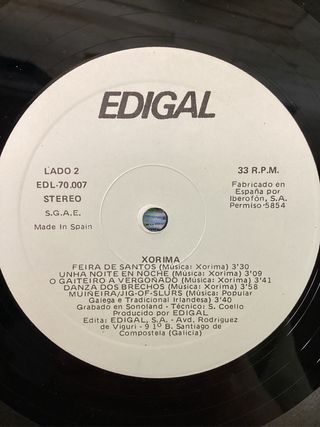 EDIGAL
LADO 2
EDL-70.007
STEREO
S.G.A.E.
Made In Spain
33 R.P.M.
Fabricado en
España por
Iberofón, S.A.
Permiso-5854
XORIMA
FEIRA DE SANTOS (Música: Xorima) 3'30
UNHA NOITE EN NOCHE) (Música: Xorima) 3'09
O GAITEIRO A VERGONADO (Música: Xorima) 3'41
DANZA DOS BRECHOS (Música: Xorima) 3'58
MUIÑEIRA/JIG-OF-SLURS (Música: Popular
Galega e Tradicional Irlandesa) 3'40
Grabado en Sonoland - Técnico: S. Coello
Producido por EDIGAL
Edita: EDIGAL, S.A. - Avd. Rodriguez
de Viguri - 9 1º B. Santiago de
Compostela (Galicia)